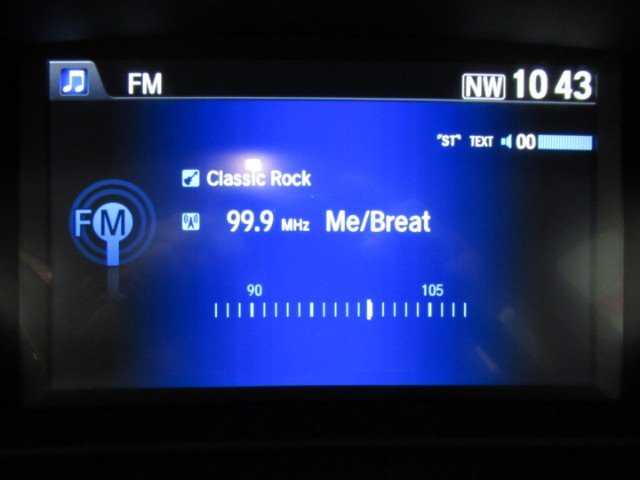 FM NW 10 43
"ST" TEXT 00
Classic Rock
FM 99.9 MHz Me/Breat
90 105